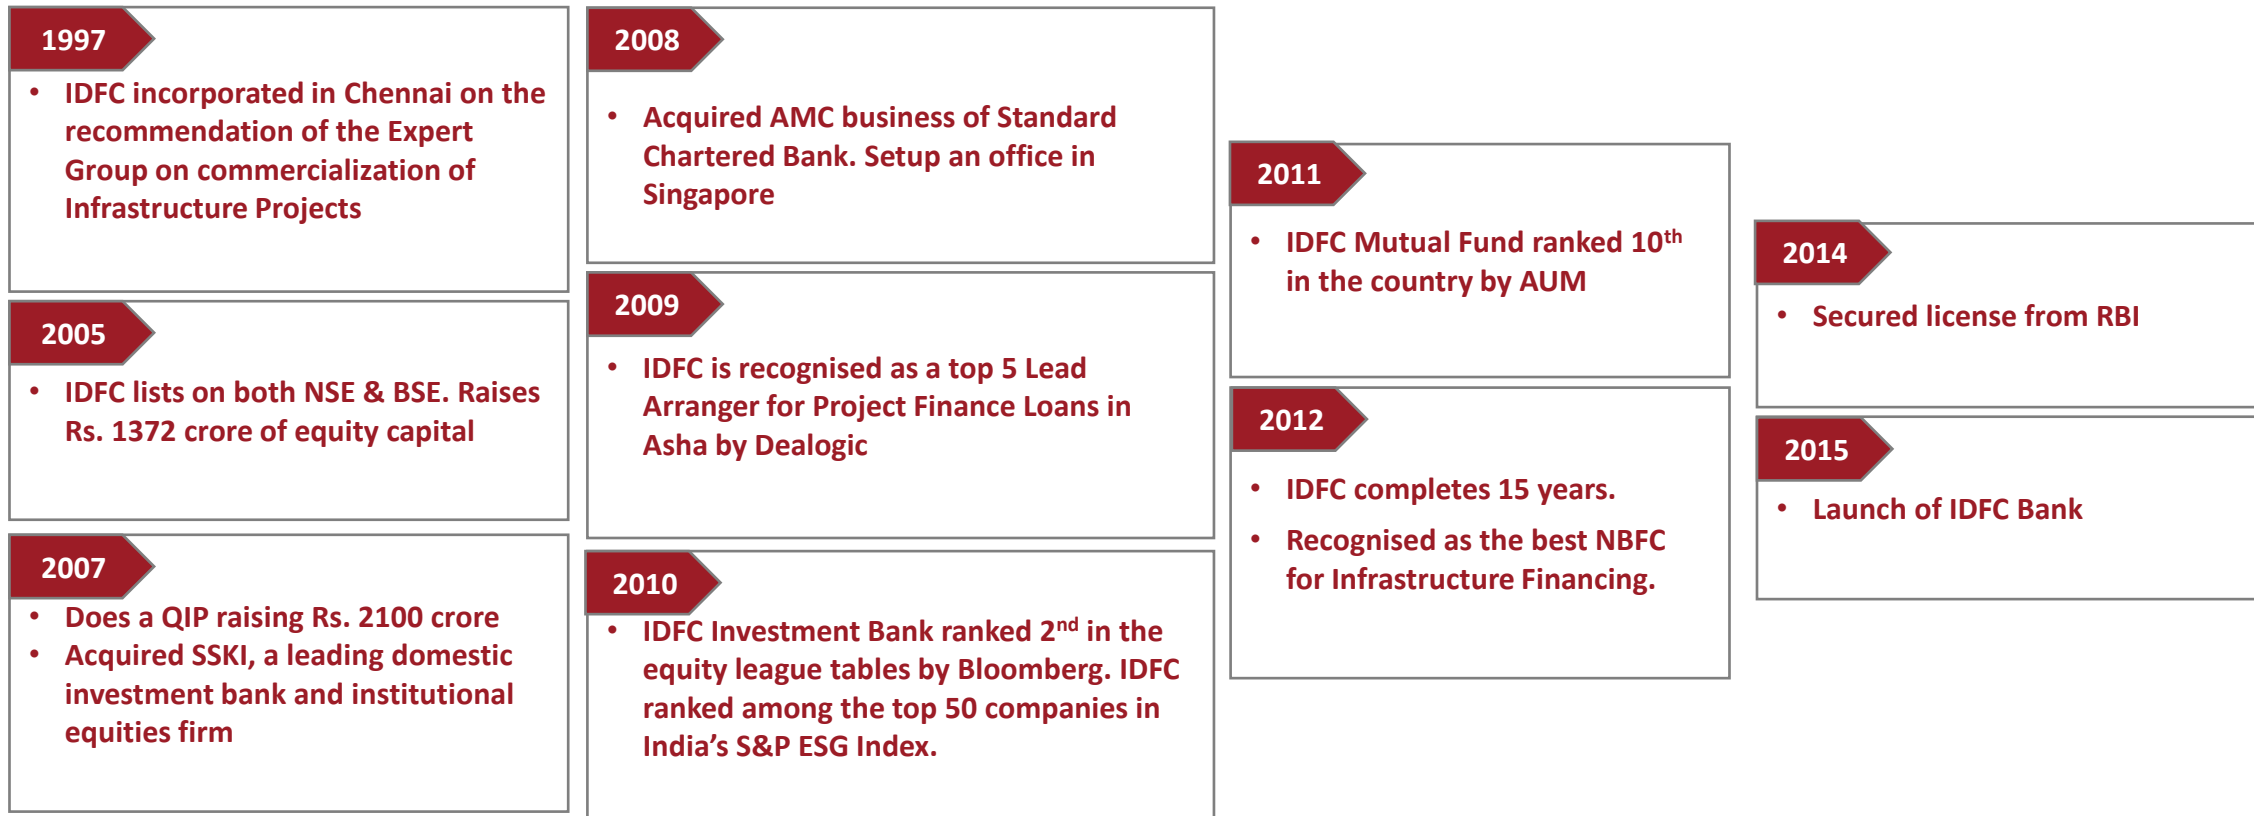 1997
• IDFC incorporated in Chennai on the
recommendation of the Expert
Group on commercialization of
Infrastructure Projects
2005
• IDFC lists on both NSE & BSE. Raises
Rs. 1372 crore of equity capital
2007
• Does a QIP raising Rs. 2100 crore
• Acquired SSKI, a leading domestic
investment bank and institutional
equities firm
2008
• Acquired AMC business of Standard
Chartered Bank. Setup an office in
Singapore
2009
• IDFC is recognised as a top 5 Lead
Arranger for Project Finance Loans in
Asha by Dealogic
2010
• IDFC Investment Bank ranked 2nd in the
equity league tables by Bloomberg. IDFC
ranked among the top 50 companies in
India’s S&P ESG Index.
2011
• IDFC Mutual Fund ranked 10th
in the country by AUM
2012
• IDFC completes 15 years.
• Recognised as the best NBFC
for Infrastructure Financing.
2014
• Secured license from RBI
2015
• Launch of IDFC Bank